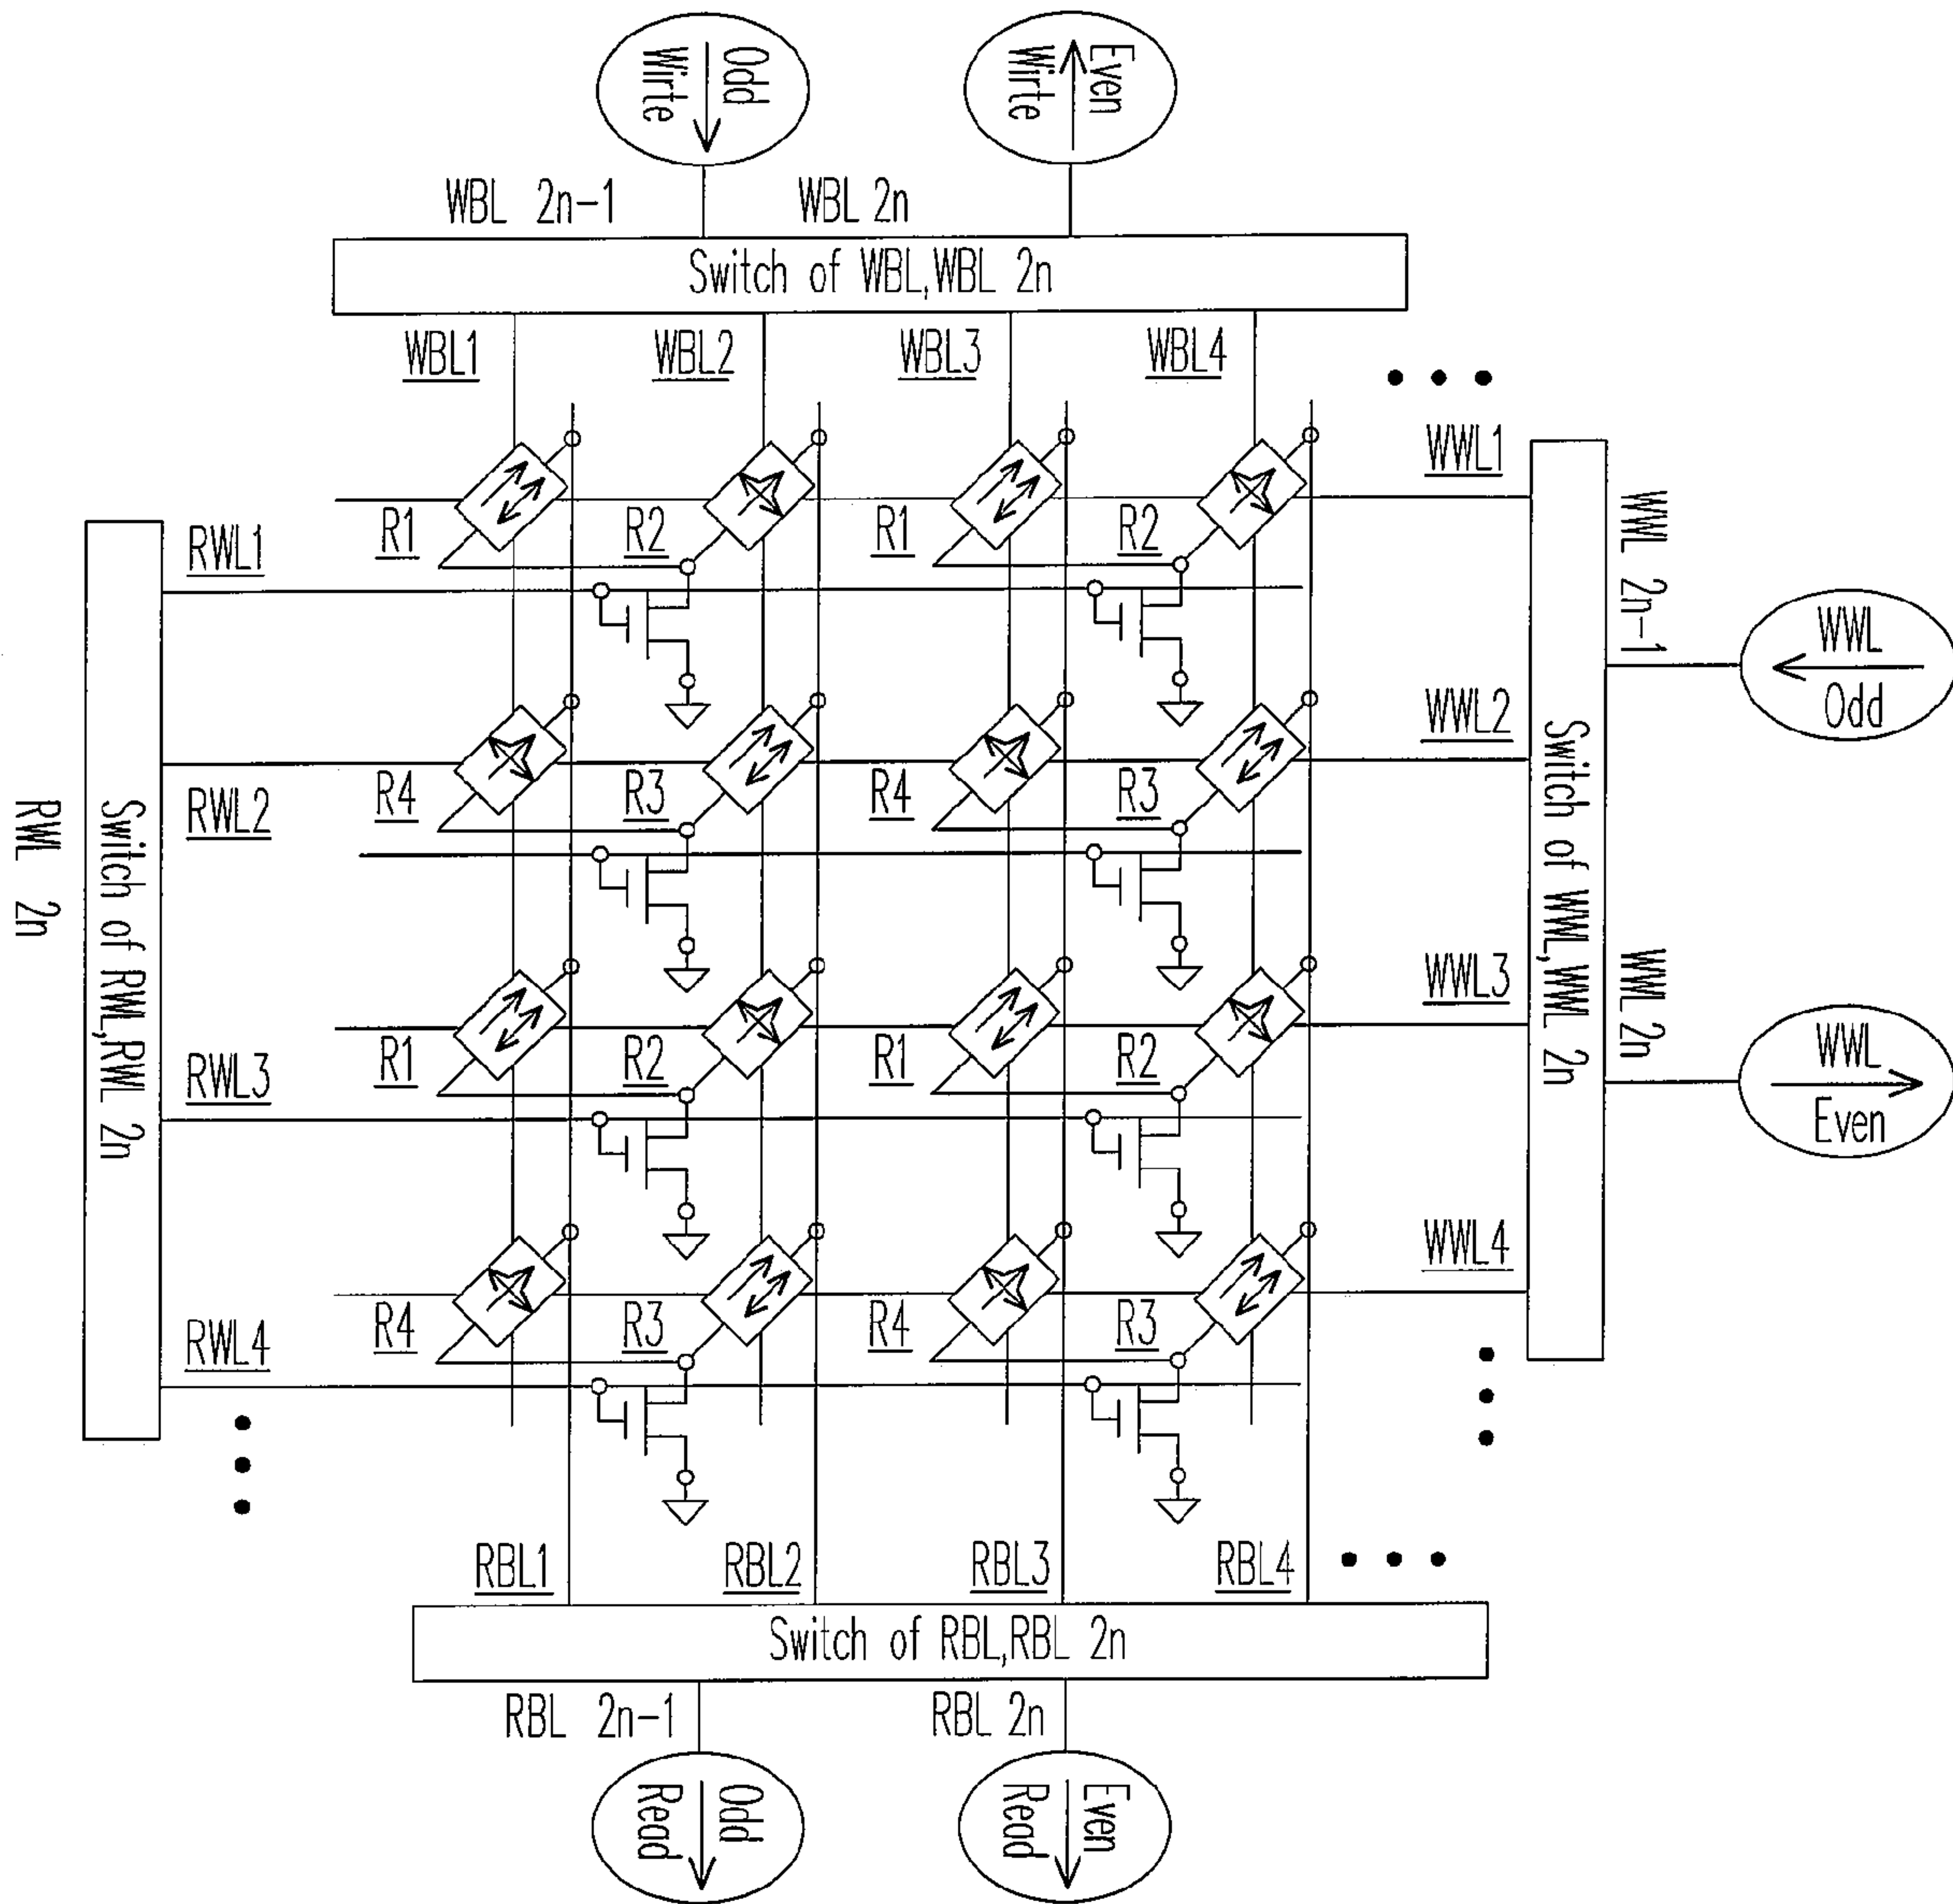 Odd
Wirte
Even
Wirte
WBL 2n-1
WBL 2n
Switch of WBL,WBL 2n
WBL1
WBL2
WBL3
WBL4
WWL1
R1
R2
R1
R2
RWL1
WWL 2n-1
WWL
Odd
WWL2
R4
R3
R4
R3
RWL2
Switch of RWL,RWL 2n
RWL 2n
Switch of WWL,WWL 2n
WWL 2n
WWL3
R1
R2
R1
R2
RWL3
WWL
Even
WWL4
R4
R3
R4
R3
RWL4
RBL1
RBL2
RBL3
RBL4
Switch of RBL,RBL 2n
RBL 2n-1
RBL 2n
Odd
Read
Even
Read